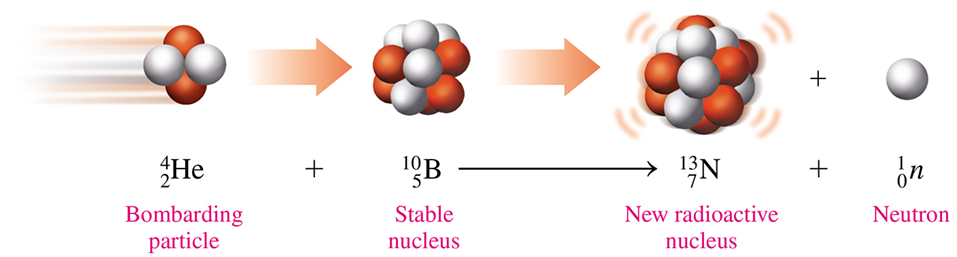 +
⁴₂He + ¹⁰₅B ⟶ ¹³₇N + ¹₀n
Bombarding particle
Stable nucleus
New radioactive nucleus
Neutron